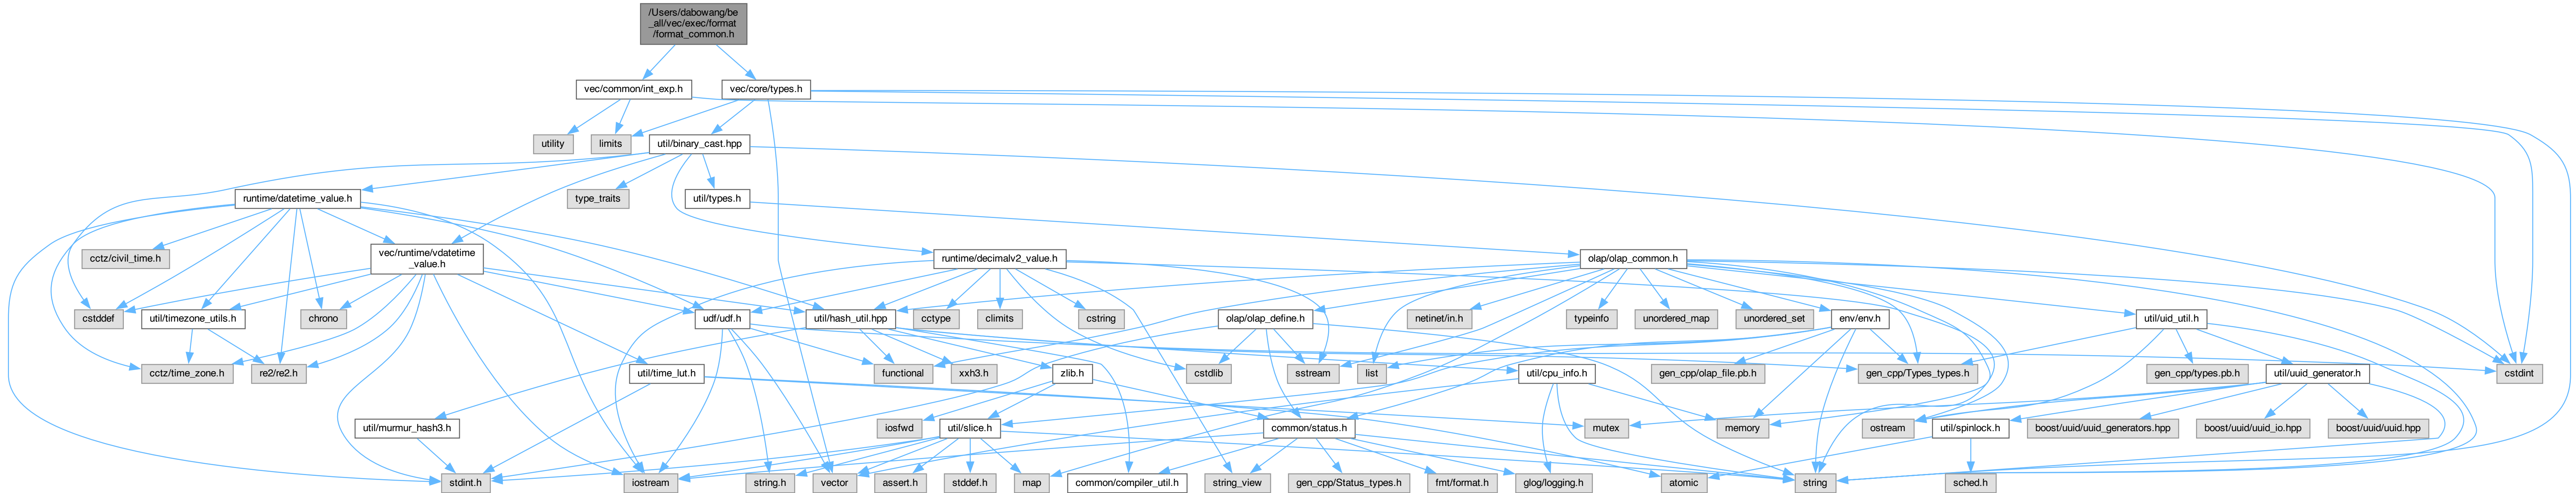 /Users/dabowang/be
_all/vec/exec/format
/format_common.h
vec/common/int_exp.h
vec/core/types.h
utility
limits
util/binary_cast.hpp
runtime/datetime_value.h
type_traits
util/types.h
cctz/civil_time.h
vec/runtime/vdatetime
_value.h
runtime/decimalv2_value.h
olap/olap_common.h
cstddef
util/timezone_utils.h
chrono
udf/udf.h
util/hash_util.hpp
cctype
climits
cstring
olap/olap_define.h
netinet/in.h
typeinfo
unordered_map
unordered_set
env/env.h
util/uid_util.h
cctz/time_zone.h
re2/re2.h
util/time_lut.h
functional
xxh3.h
zlib.h
cstdlib
sstream
list
util/cpu_info.h
gen_cpp/olap_file.pb.h
gen_cpp/Types_types.h
gen_cpp/types.pb.h
util/uuid_generator.h
cstdint
util/murmur_hash3.h
iosfwd
util/slice.h
common/status.h
mutex
memory
ostream
util/spinlock.h
boost/uuid/uuid_generators.hpp
boost/uuid/uuid_io.hpp
boost/uuid/uuid.hpp
stdint.h
iostream
string.h
vector
assert.h
stddef.h
map
common/compiler_util.h
string_view
gen_cpp/Status_types.h
fmt/format.h
glog/logging.h
atomic
string
sched.h